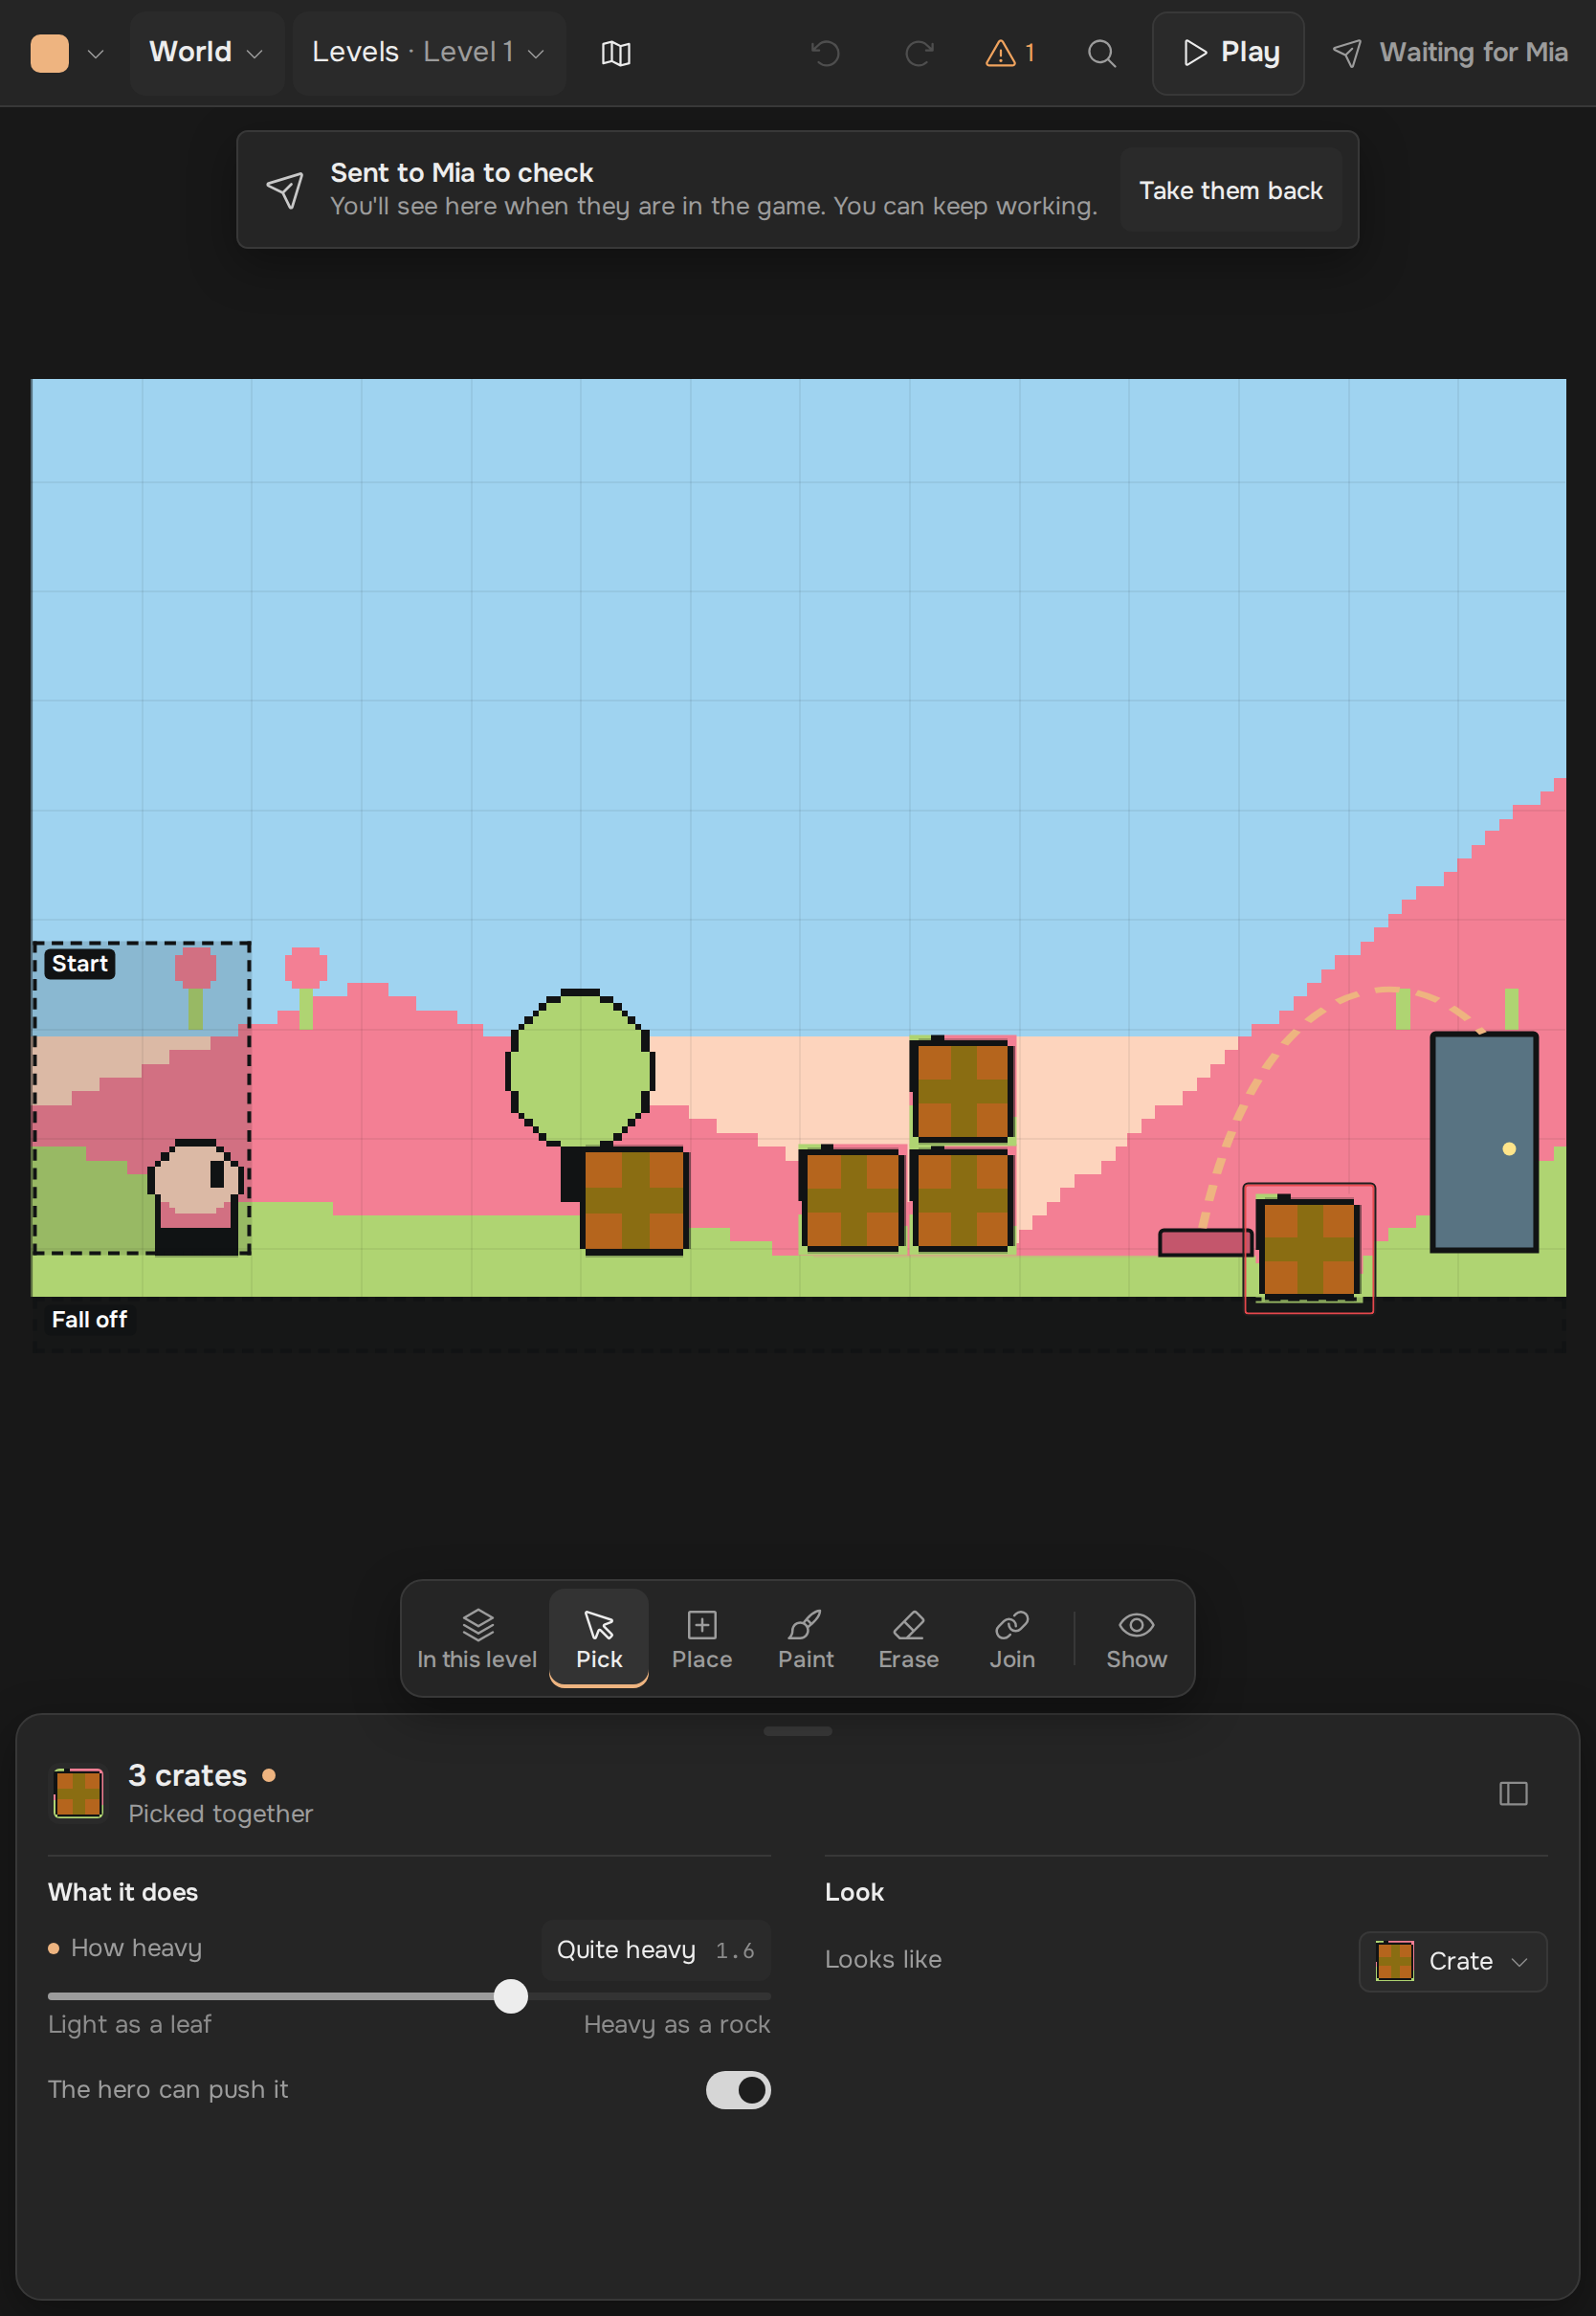 World
Levels · Level 1
1
Play
Waiting for Mia
Sent to Mia to check
You'll see here when they are in the game. You can keep working.
Take them back
Start
Fall off
In this level
Pick
Place
Paint
Erase
Join
Show
3 crates
Picked together
What it does
How heavy
Quite heavy 1.6
Light as a leaf
Heavy as a rock
The hero can push it
Look
Looks like
Crate